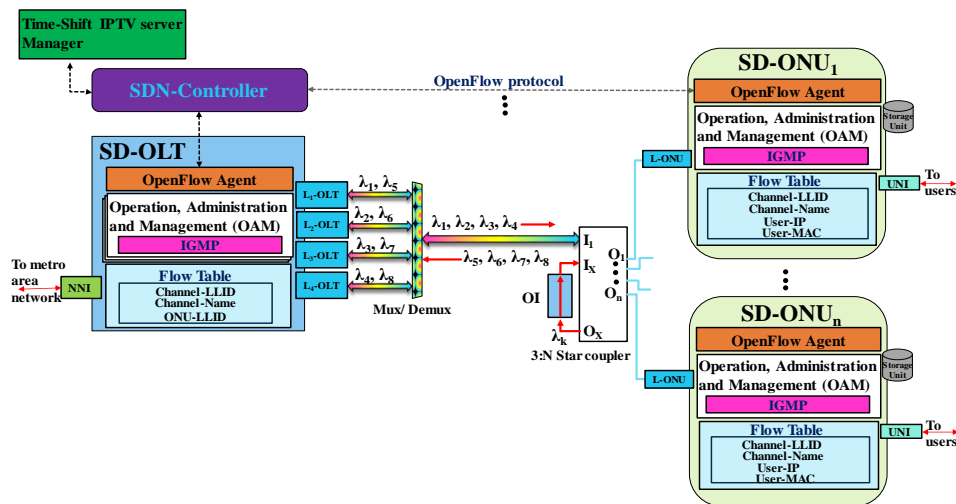 Time-Shift IPTV server
Manager
SDN-Controller
OpenFlow protocol
SD-OLT
OpenFlow Agent
Operation, Administration
and Management (OAM)
IGMP
Flow Table
Channel-LLID
Channel-Name
ONU-LLID
To metro
area
network
NNI
L₁-OLT
L₂-OLT
L₃-OLT
L₄-OLT
λ₁, λ₅
λ₂, λ₆
λ₃, λ₇
λ₄, λ₈
Mux/ Demux
λ₁, λ₂, λ₃, λ₄
λ₅, λ₆, λ₇, λ₈
I₁
Iₓ
OI
λₖ
Oₓ
O₁
Oₙ
3:N Star coupler
L-ONU
L-ONU
SD-ONU₁
OpenFlow Agent
Operation, Administration
and Management (OAM)
IGMP
Storage
Unit
Flow Table
Channel-LLID
Channel-Name
User-IP
User-MAC
UNI
To
users
SD-ONUₙ
OpenFlow Agent
Operation, Administration
and Management (OAM)
IGMP
Storage
Unit
Flow Table
Channel-LLID
Channel-Name
User-IP
User-MAC
UNI
To
users